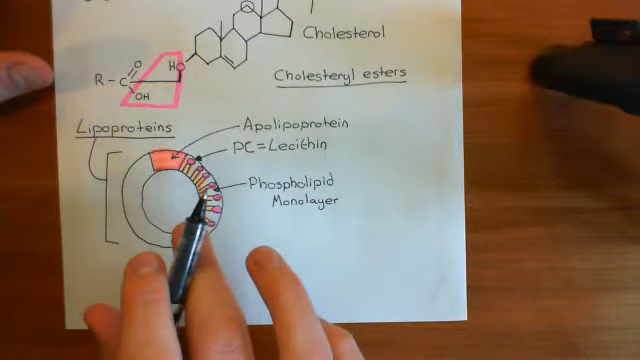 Cholesterol
O
HO
R - C
OH
Cholesteryl esters
Lipoproteins
Apolipoprotein
PC = Lecithin
Phospholipid
Monolayer